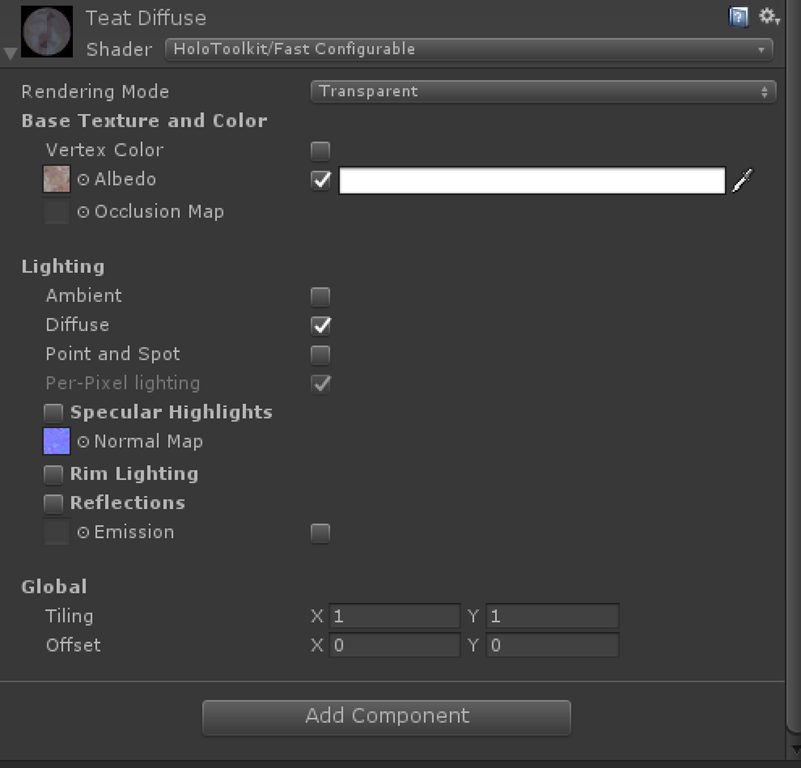 Teat Diffuse
Shader HoloToolkit/Fast Configurable
Rendering Mode Transparent
Base Texture and Color
Vertex Color
Albedo
Occlusion Map
Lighting
Ambient
Diffuse
Point and Spot
Per-Pixel lighting
Specular Highlights
Normal Map
Rim Lighting
Reflections
Emission
Global
Tiling X 1 Y 1
Offset X 0 Y 0
Add Component